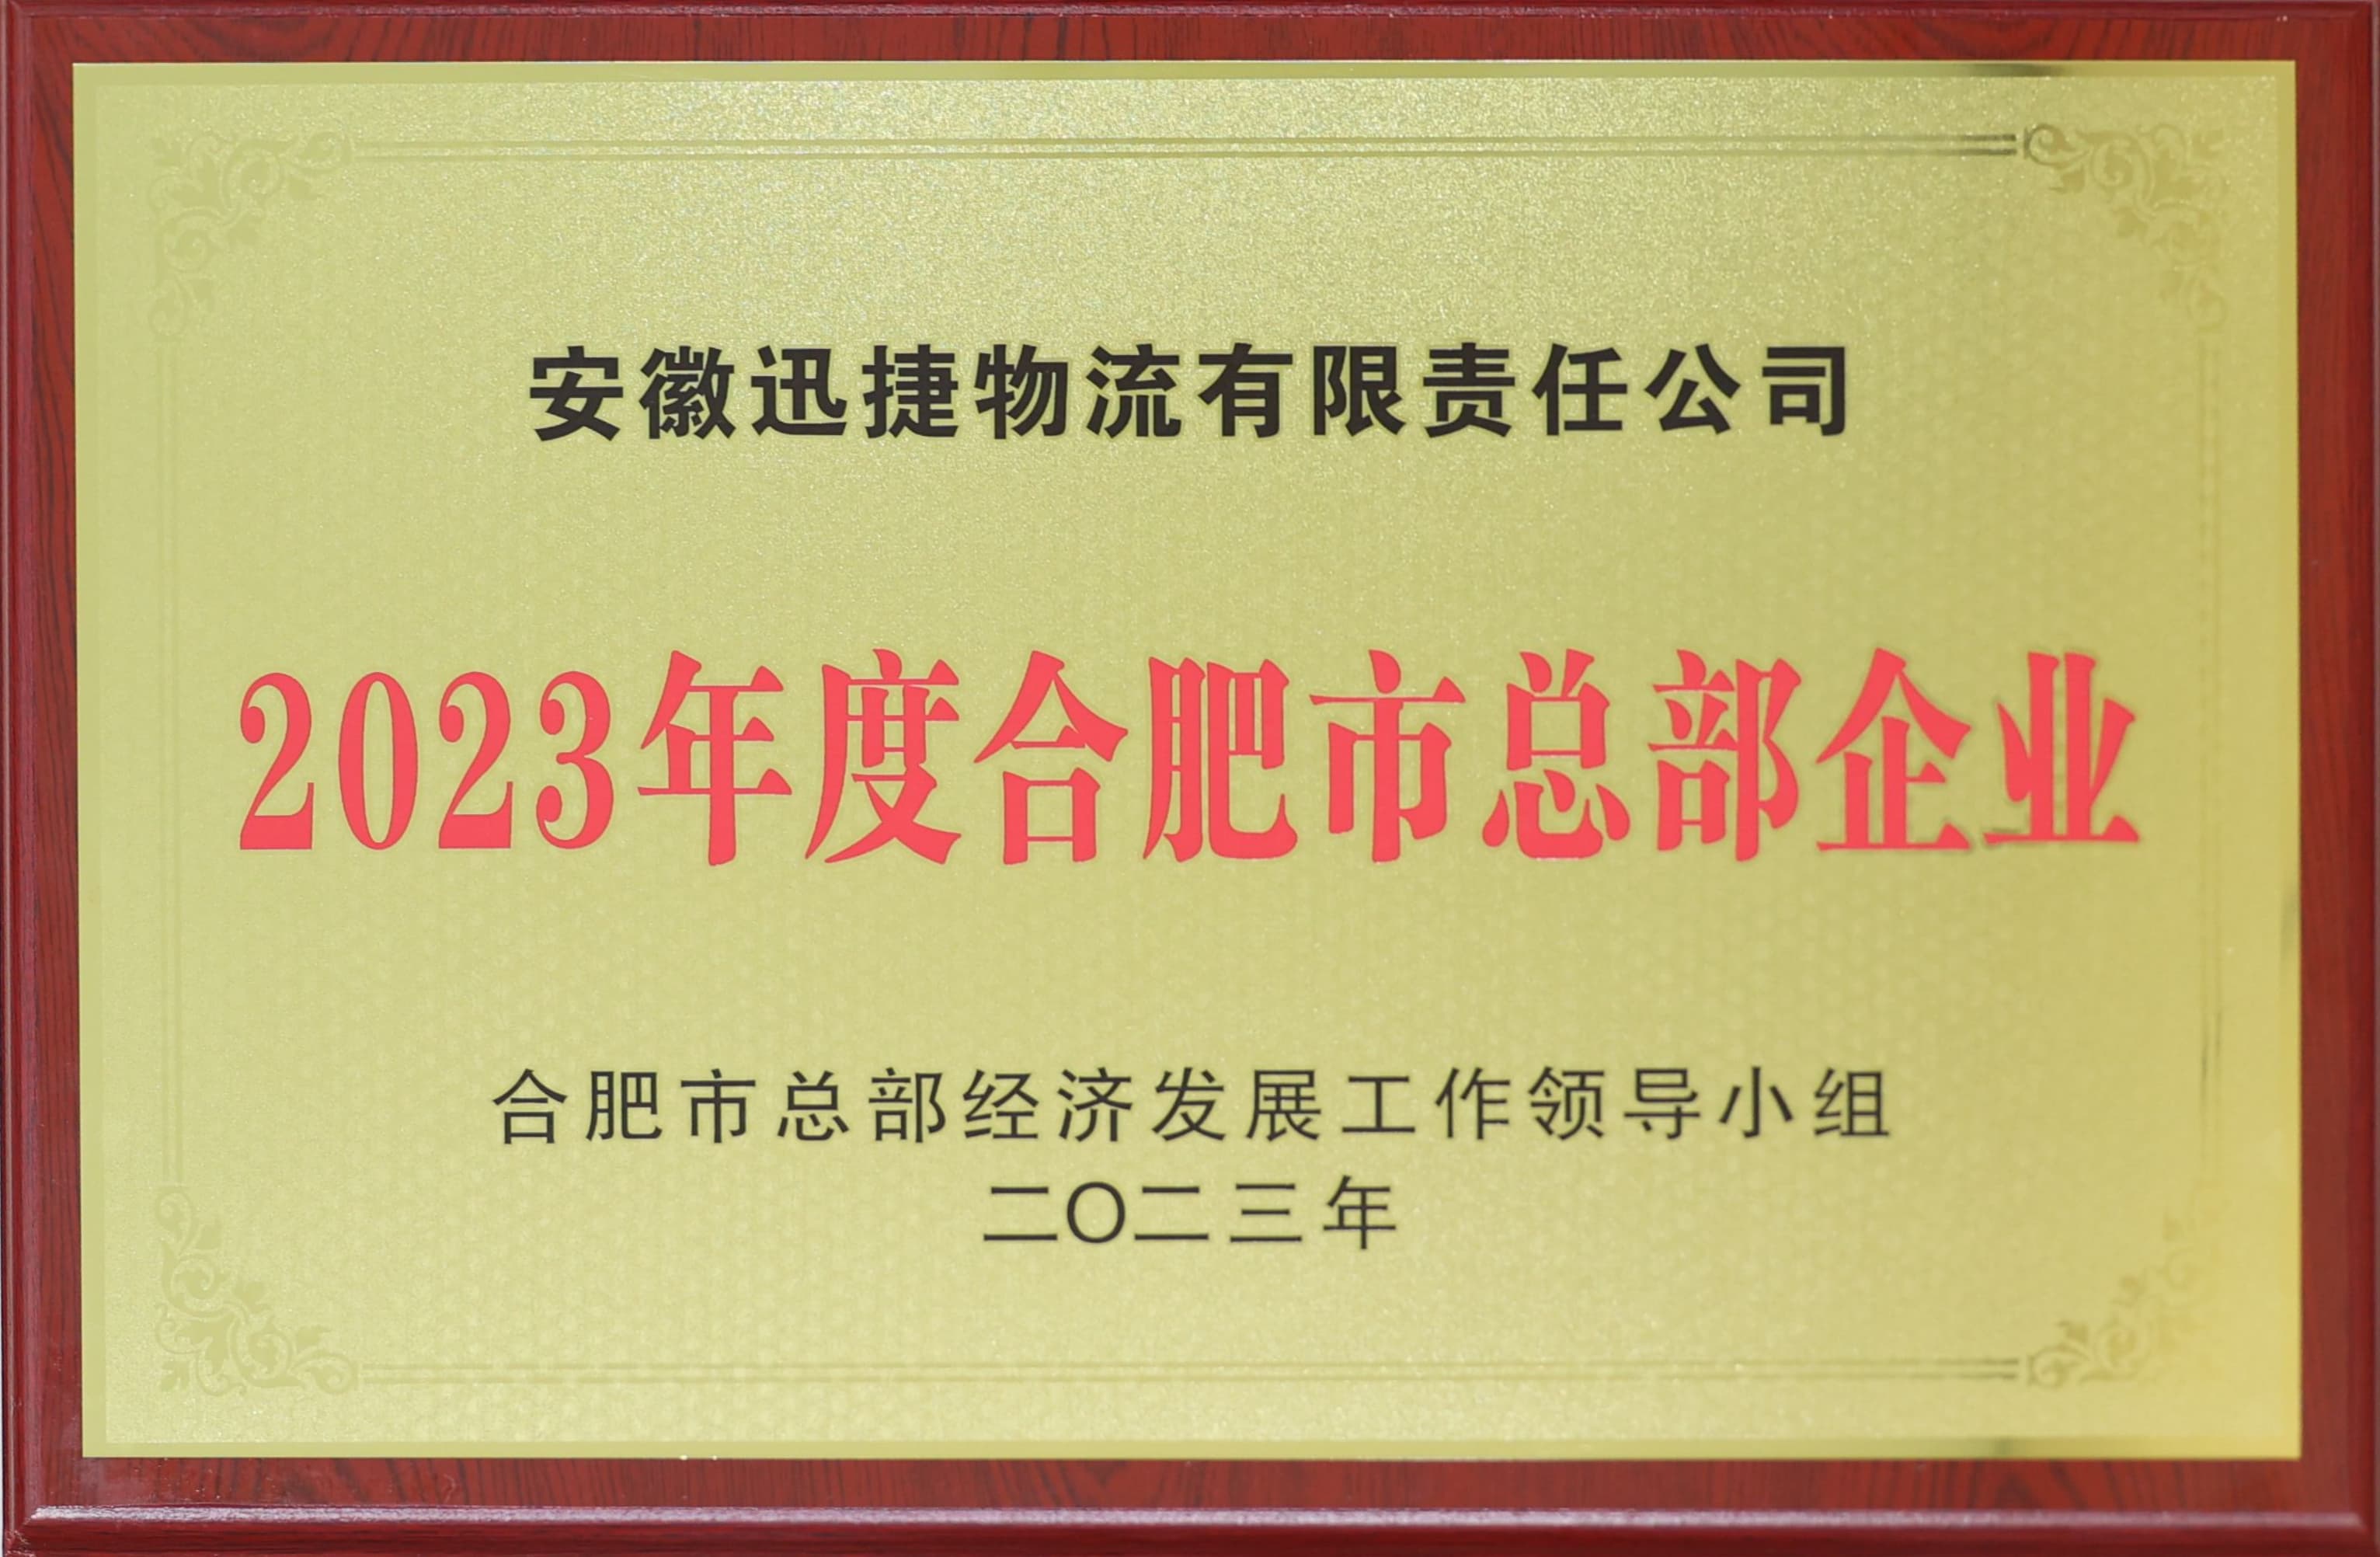 安徽迅捷物流有限责任公司
2023年度合肥市总部企业
合肥市总部经济发展工作领导小组
二〇二三年